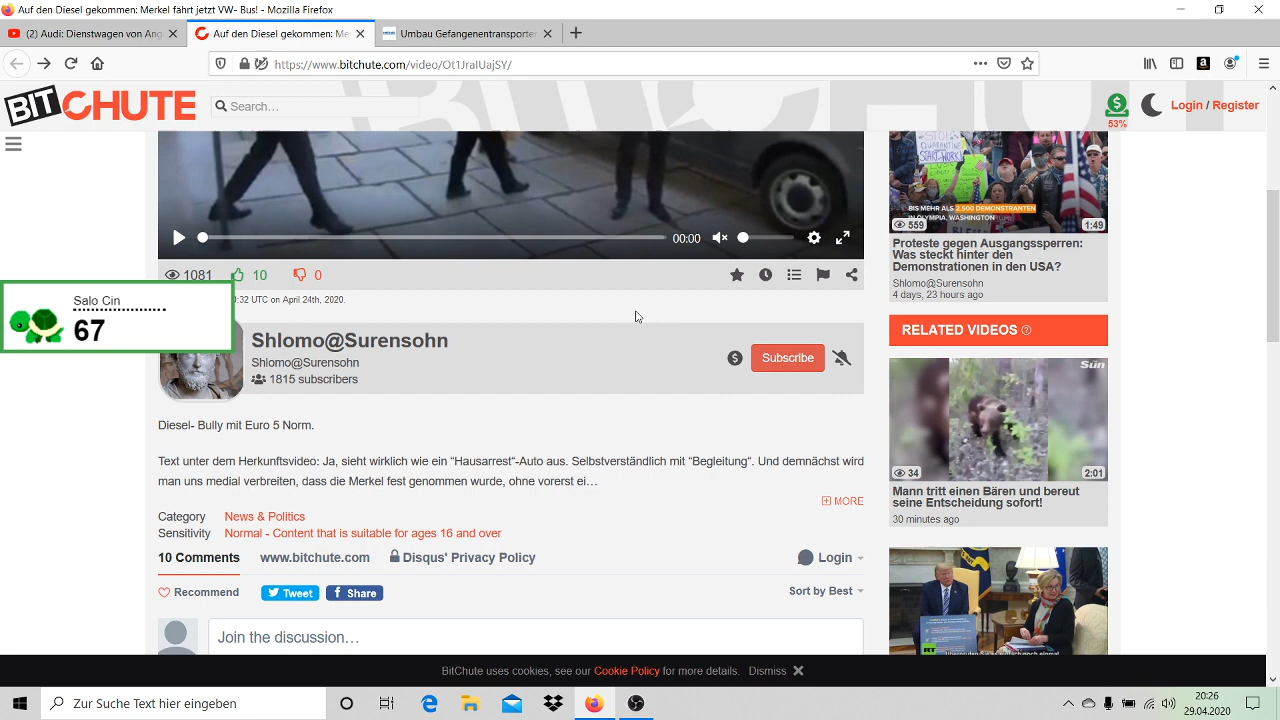 Auf den Diesel gekommen: Merkel fährt jetzt VW- Bus! - Mozilla Firefox
(2) Audi: Dienstwagen von Ang
Auf den Diesel gekommen: Me
Umbau Gefangenentransporter
https://www.bitchute.com/video/Ot1JraIUajSY/
BITCHUTE
Search…
53%
Login / Register
STOP QUARANTINE
START WORK!
BIS MEHR ALS 2.500 DEMONSTRANTEN
IN OLYMPIA, WASHINGTON
559
1:49
00:00
Proteste gegen Ausgangssperren:
Was steckt hinter den
Demonstrationen in den USA?
Shlomo@Surensohn
4 days, 23 hours ago
1081 10 0
:32 UTC on April 24th, 2020.
Salo Cin
67
Shlomo@Surensohn
Shlomo@Surensohn
1815 subscribers
Subscribe
RELATED VIDEOS
Sun
34
2:01
Mann tritt einen Bären und bereut
seine Entscheidung sofort!
30 minutes ago
Diesel- Bully mit Euro 5 Norm.
Text unter dem Herkunftsvideo: Ja, sieht wirklich wie ein “Hausarrest“-Auto aus. Selbstverständlich mit “Begleitung“. Und demnächst wird
man uns medial verbreiten, dass die Merkel fest genommen wurde, ohne vorerst ei…
MORE
Category News & Politics
Sensitivity Normal - Content that is suitable for ages 16 and over
10 Comments www.bitchute.com Disqus' Privacy Policy Login
Recommend Tweet Share Sort by Best
Join the discussion…
RT
BitChute uses cookies, see our Cookie Policy for more details. Dismiss
Zur Suche Text hier eingeben
20:26
29.04.2020